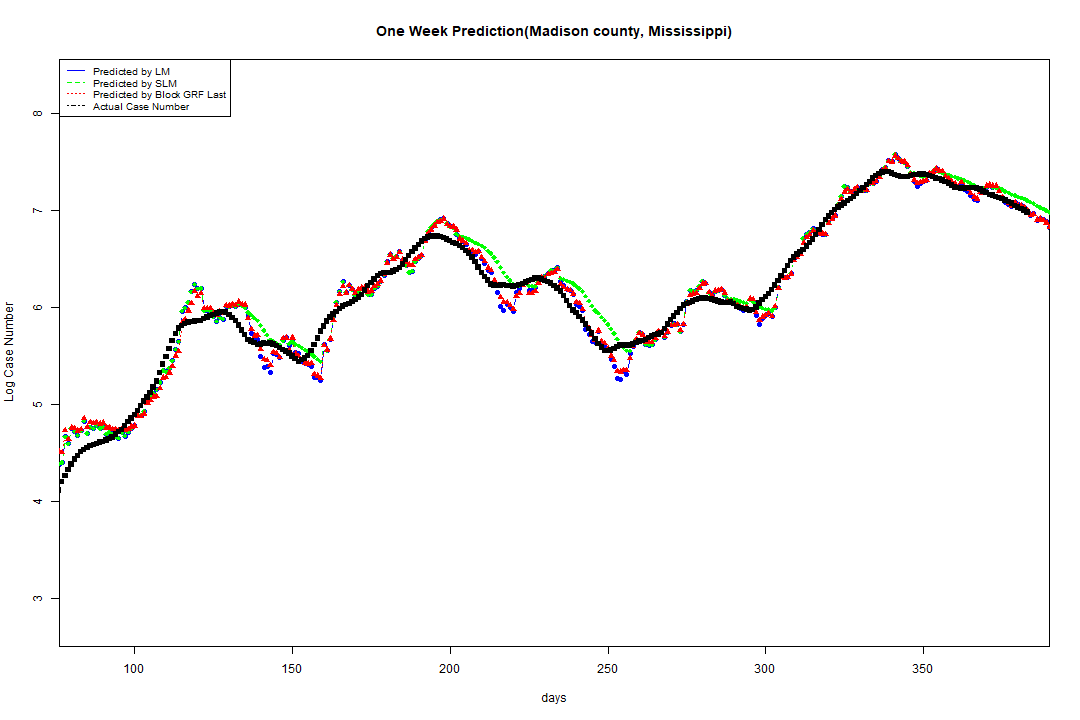 One Week Prediction(Madison county, Mississippi)
Predicted by LM
Predicted by SLM
Predicted by Block GRF Last
Actual Case Number
Log Case Number
8
7
6
5
4
3
100 150 200 250 300 350
days